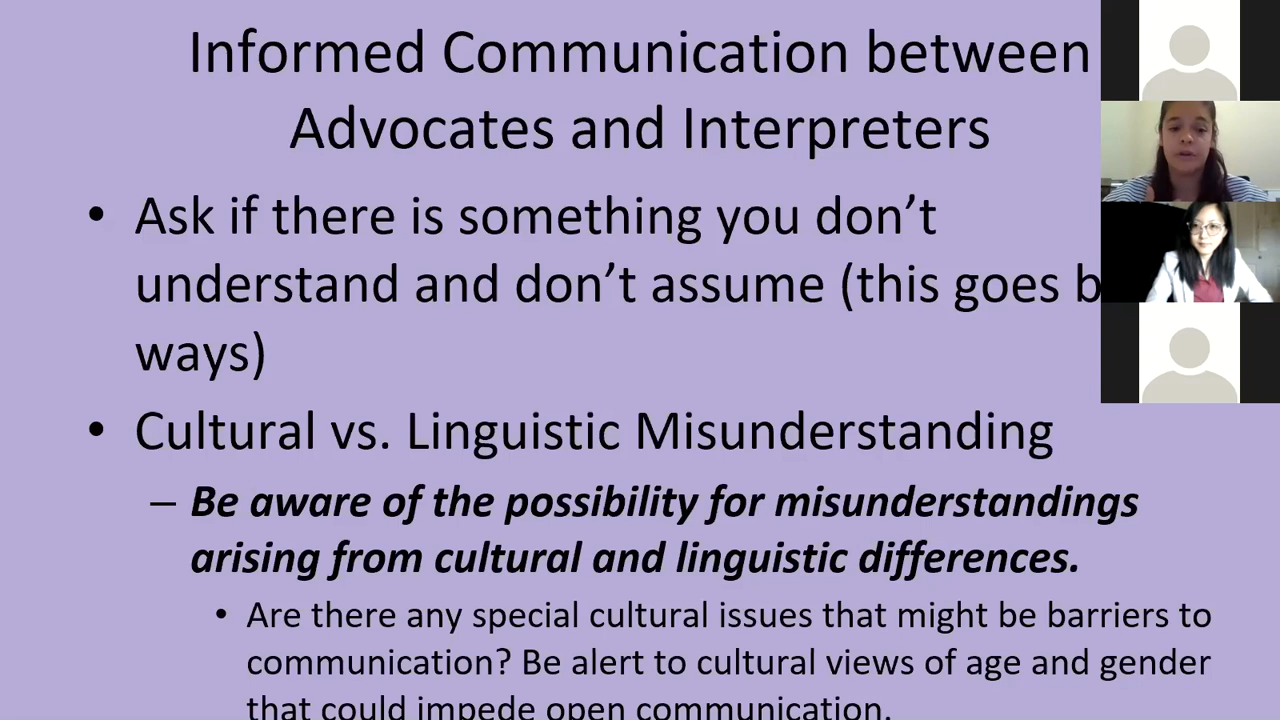 Informed Communication between
Advocates and Interpreters
• Ask if there is something you don’t
understand and don’t assume (this goes b
ways)
• Cultural vs. Linguistic Misunderstanding
– Be aware of the possibility for misunderstandings
arising from cultural and linguistic differences.
• Are there any special cultural issues that might be barriers to
communication? Be alert to cultural views of age and gender
that could impede open communication.